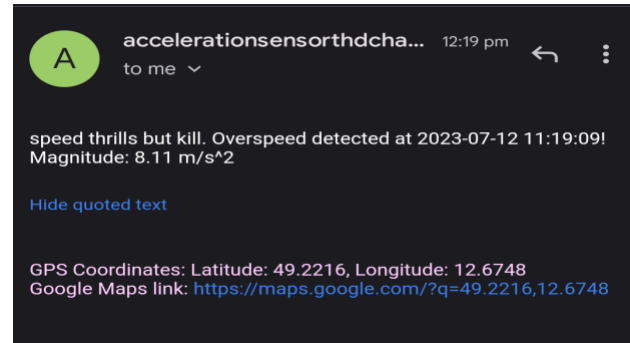 A
accelerationsensorthdcha... 12:19 pm
to me
speed thrills but kill. Overspeed detected at 2023-07-12 11:19:09!
Magnitude: 8.11 m/s^2
Hide quoted text
GPS Coordinates: Latitude: 49.2216, Longitude: 12.6748
Google Maps link: https://maps.google.com/?q=49.2216,12.6748